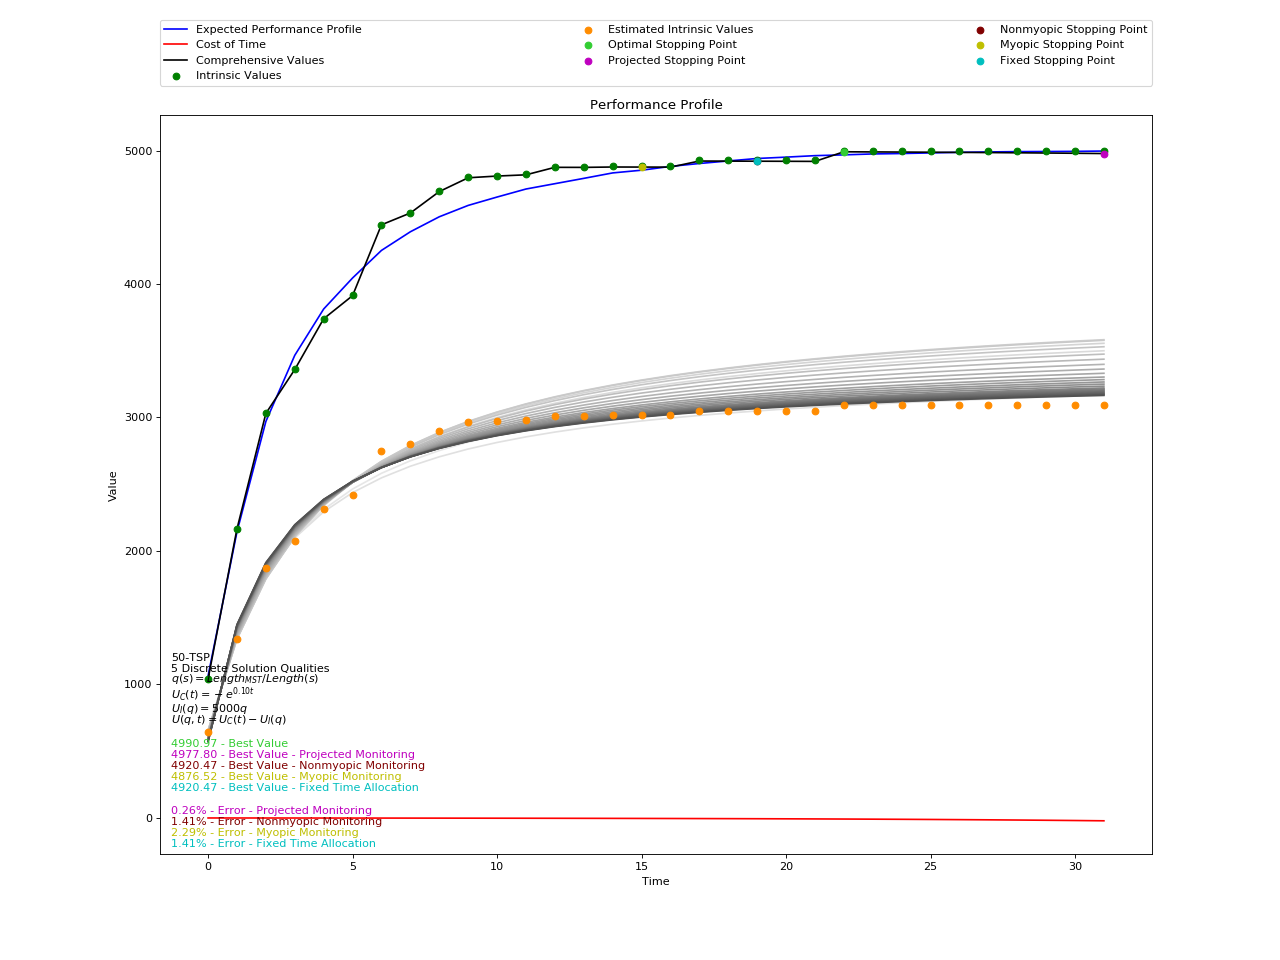 Expected Performance Profile
Cost of Time
Comprehensive Values
Intrinsic Values
Estimated Intrinsic Values
Optimal Stopping Point
Projected Stopping Point
Nonmyopic Stopping Point
Myopic Stopping Point
Fixed Stopping Point
Performance Profile
Value
5000
4000
3000
2000
1000
0
50-TSP
5 Discrete Solution Qualities
q(s) = Length_MST/Length(s)
U_C(t) = −e^0.10t
U_I(q) = 5000q
U(q, t) = U_C(t) − U_I(q)
4990.97 - Best Value
4977.80 - Best Value - Projected Monitoring
4920.47 - Best Value - Nonmyopic Monitoring
4876.52 - Best Value - Myopic Monitoring
4920.47 - Best Value - Fixed Time Allocation
0.26% - Error - Projected Monitoring
1.41% - Error - Nonmyopic Monitoring
2.29% - Error - Myopic Monitoring
1.41% - Error - Fixed Time Allocation
0 5 10 15 20 25 30
Time